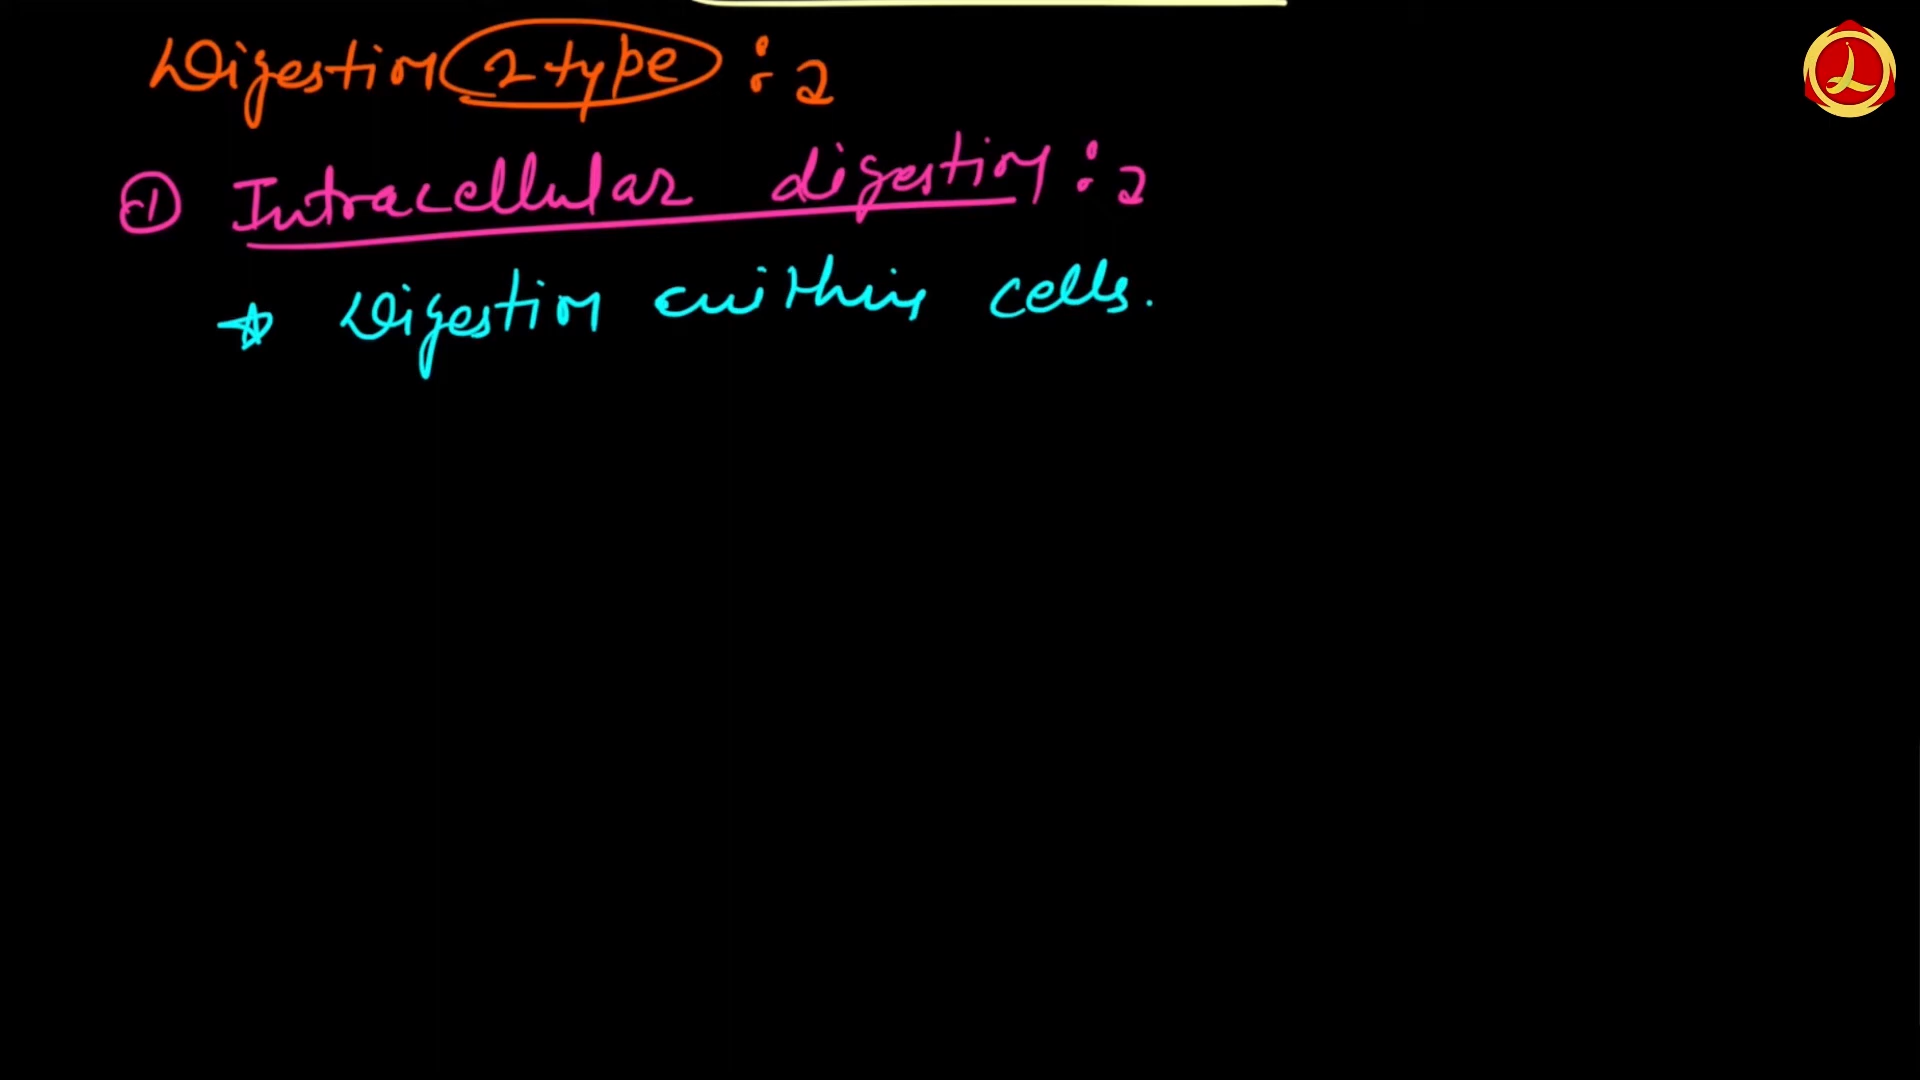 Digestion 2 type :-
① Intracellular digestion :-
☆ Digestion within cells.